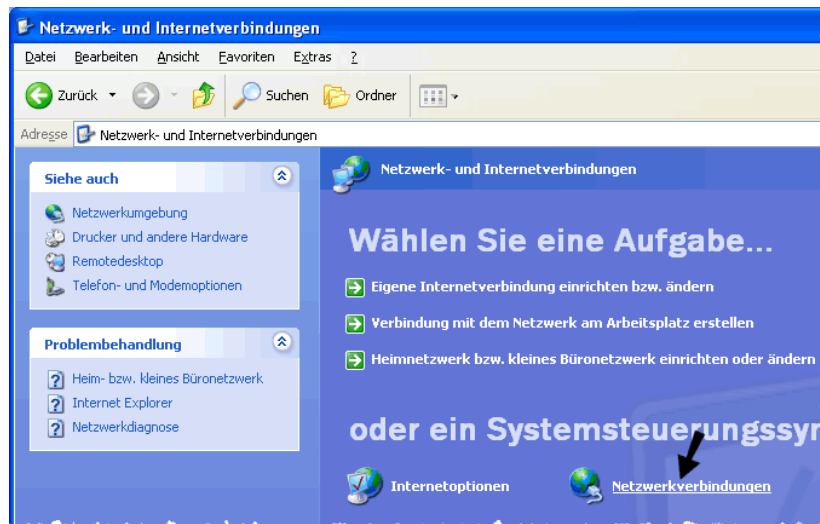 Netzwerk- und Internetverbindungen
Datei Bearbeiten Ansicht Favoriten Extras ?
Zurück Suchen Ordner
Adresse Netzwerk- und Internetverbindungen
Siehe auch
Netzwerkumgebung
Drucker und andere Hardware
Remotedesktop
Telefon- und Modemoptionen
Problembehandlung
Heim- bzw. kleines Büronetzwerk
Internet Explorer
Netzwerkdiagnose
Netzwerk- und Internetverbindungen
Wählen Sie eine Aufgabe...
Eigene Internetverbindung einrichten bzw. ändern
Verbindung mit dem Netzwerk am Arbeitsplatz erstellen
Heimnetzwerk bzw. kleines Büronetzwerk einrichten oder ändern
oder ein Systemsteuerungssyr
Internetoptionen Netzwerkverbindungen